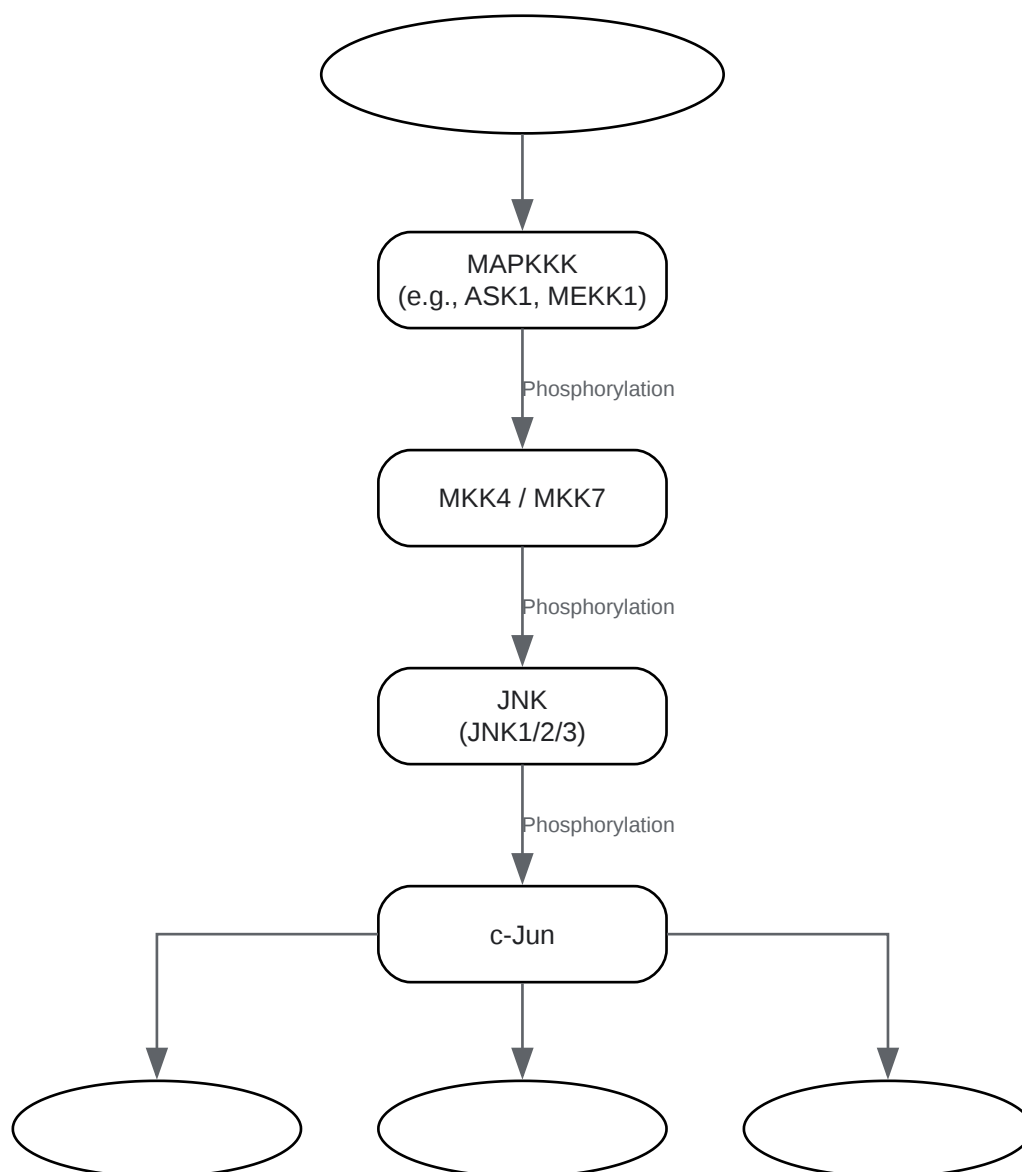 MAPKKK
(e.g., ASK1, MEKK1)
Phosphorylation
MKK4 / MKK7
Phosphorylation
JNK
(JNK1/2/3)
Phosphorylation
c-Jun